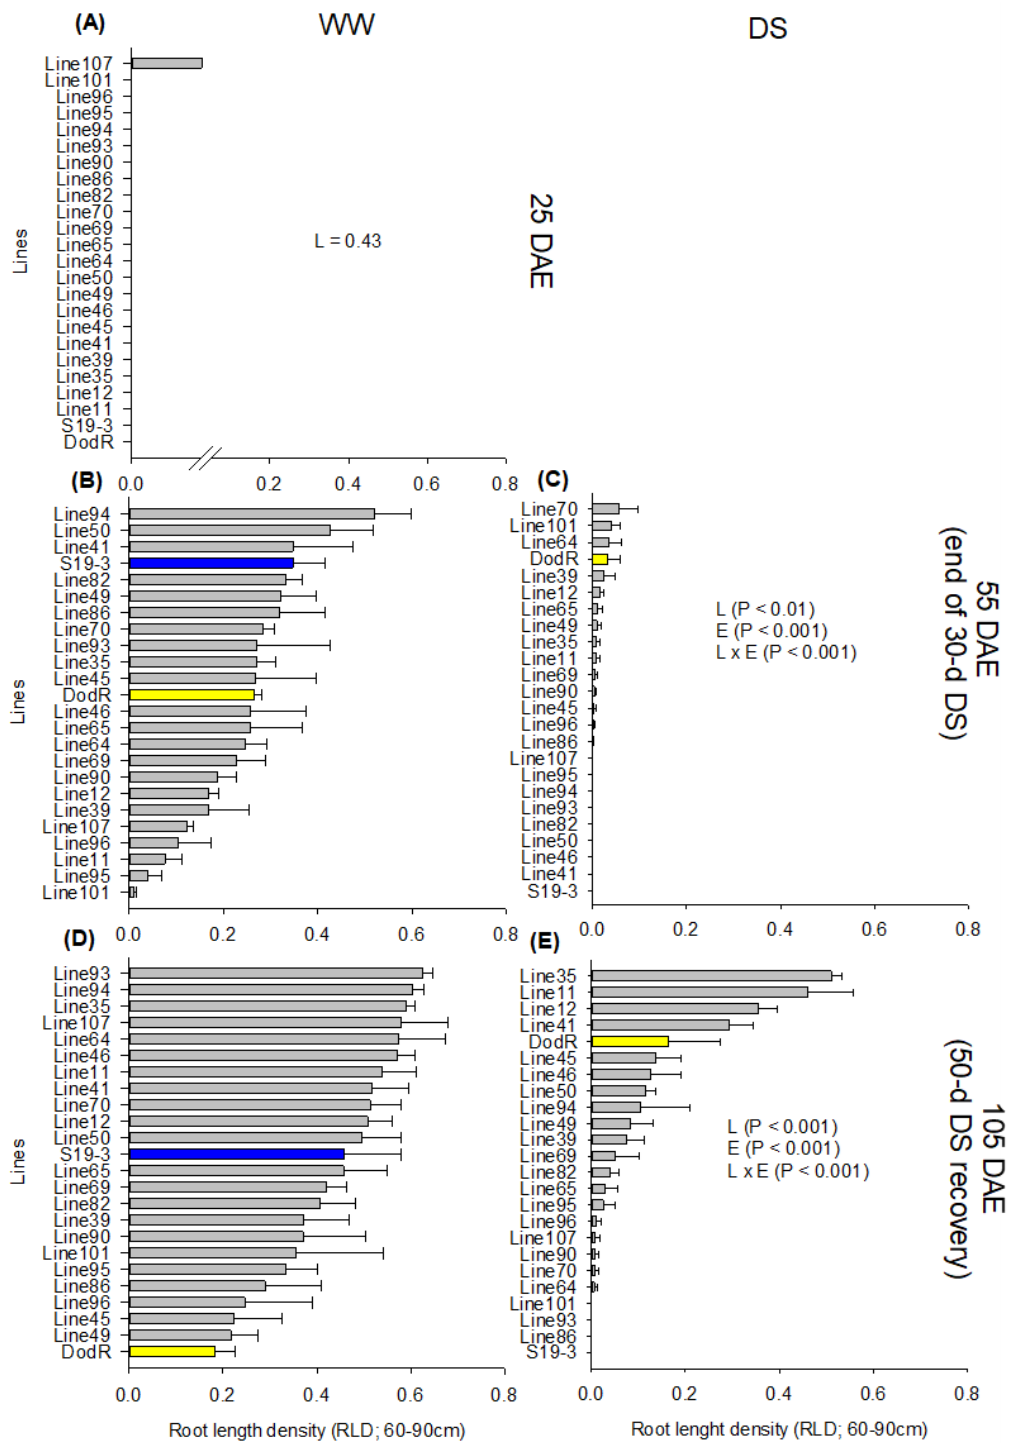 (A)
WW
DS
Line107
Line101
Line96
Line95
Line94
Line93
Line90
Line86
Line82
Line70
Line69
Line65
Line64
Line50
Line49
Line46
Line45
Line41
Line39
Line35
Line12
Line11
S19-3
DodR
Lines
L = 0.43
25 DAE
0.0 0.2 0.4 0.6 0.8
(B)
Line94
Line50
Line41
S19-3
Line82
Line49
Line86
Line70
Line93
Line35
Line45
DodR
Line46
Line65
Line64
Line69
Line90
Line12
Line39
Line107
Line96
Line11
Line95
Line101
Lines
0.0 0.2 0.4 0.6 0.8
(C)
Line70
Line101
Line64
DodR
Line39
Line12
Line65
Line49
Line35
Line11
Line69
Line90
Line45
Line96
Line86
Line107
Line95
Line94
Line93
Line82
Line50
Line46
Line41
S19-3
L (P < 0.01)
E (P < 0.001)
L x E (P < 0.001)
55 DAE
(end of 30-d DS)
0.0 0.2 0.4 0.6 0.8
(D)
Line93
Line94
Line35
Line107
Line64
Line46
Line11
Line41
Line70
Line12
Line50
S19-3
Line65
Line69
Line82
Line39
Line90
Line101
Line95
Line86
Line96
Line45
Line49
DodR
Lines
0.0 0.2 0.4 0.6 0.8
Root length density (RLD; 60-90cm)
(E)
Line35
Line11
Line12
Line41
DodR
Line45
Line46
Line50
Line94
Line49
Line39
Line69
Line82
Line65
Line95
Line96
Line107
Line90
Line70
Line64
Line101
Line93
Line86
S19-3
L (P < 0.001)
E (P < 0.001)
L x E (P < 0.001)
105 DAE
(50-d DS recovery)
0.0 0.2 0.4 0.6 0.8
Root lenght density (RLD; 60-90cm)